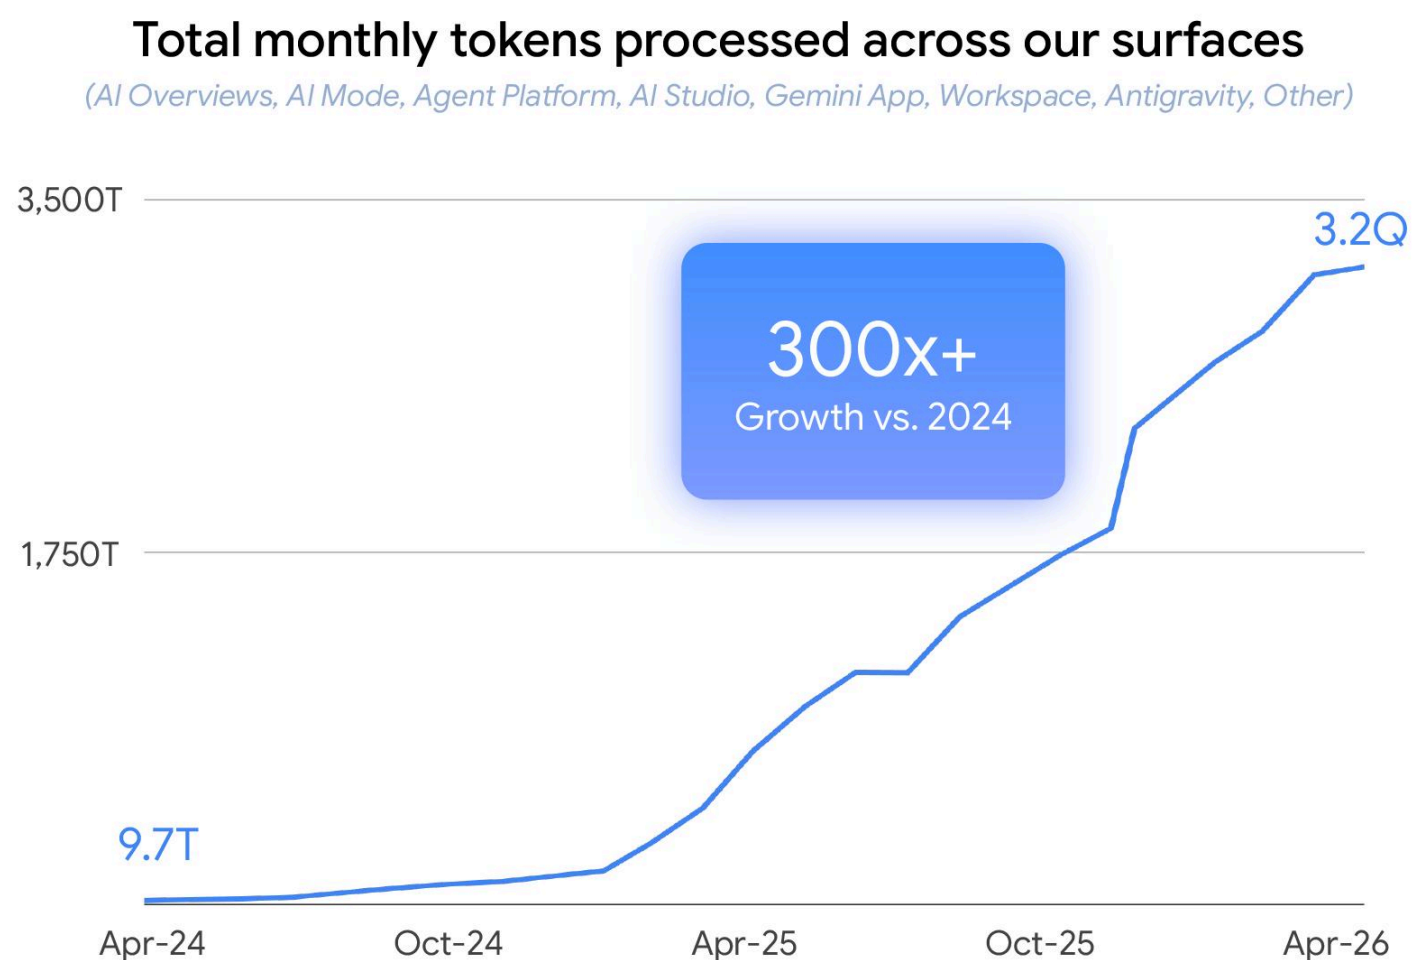 Total monthly tokens processed across our surfaces
(AI Overviews, AI Mode, Agent Platform, AI Studio, Gemini App, Workspace, Antigravity, Other)
3,500T
3.2Q
300x+
Growth vs. 2024
1,750T
9.7T
Apr-24
Oct-24
Apr-25
Oct-25
Apr-26